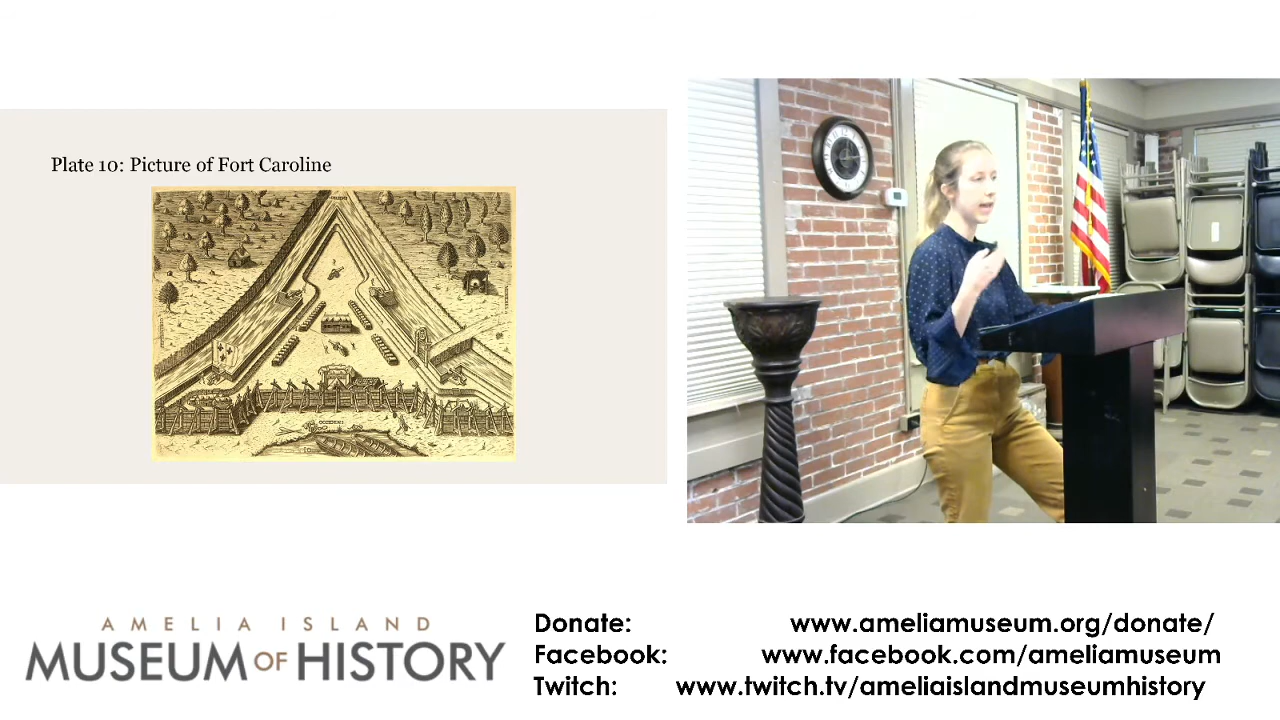 Plate 10: Picture of Fort Caroline
AMELIA ISLAND
MUSEUM OF HISTORY
Donate: www.ameliamuseum.org/donate/
Facebook: www.facebook.com/ameliamuseum
Twitch: www.twitch.tv/ameliaislandmuseumhistory